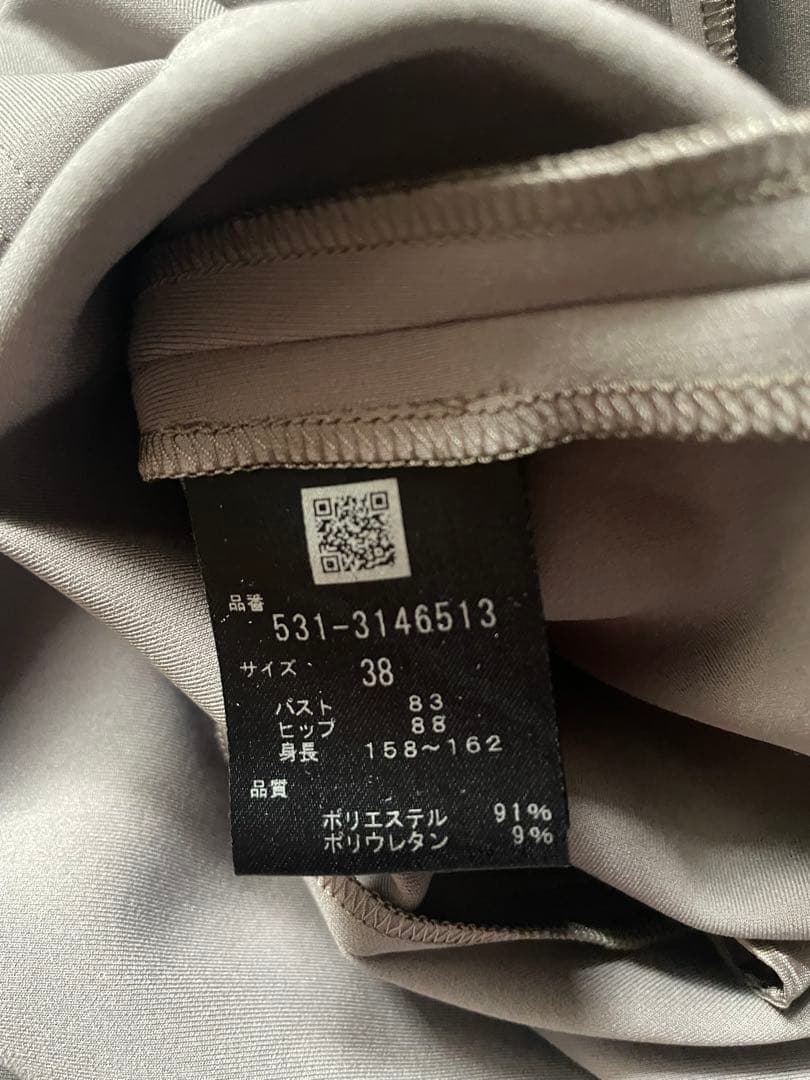 品番
531-3146513
サイズ 38
バスト 83
ヒップ 88
身長 158～162
品質
ポリエステル 91%
ポリウレタン 9%